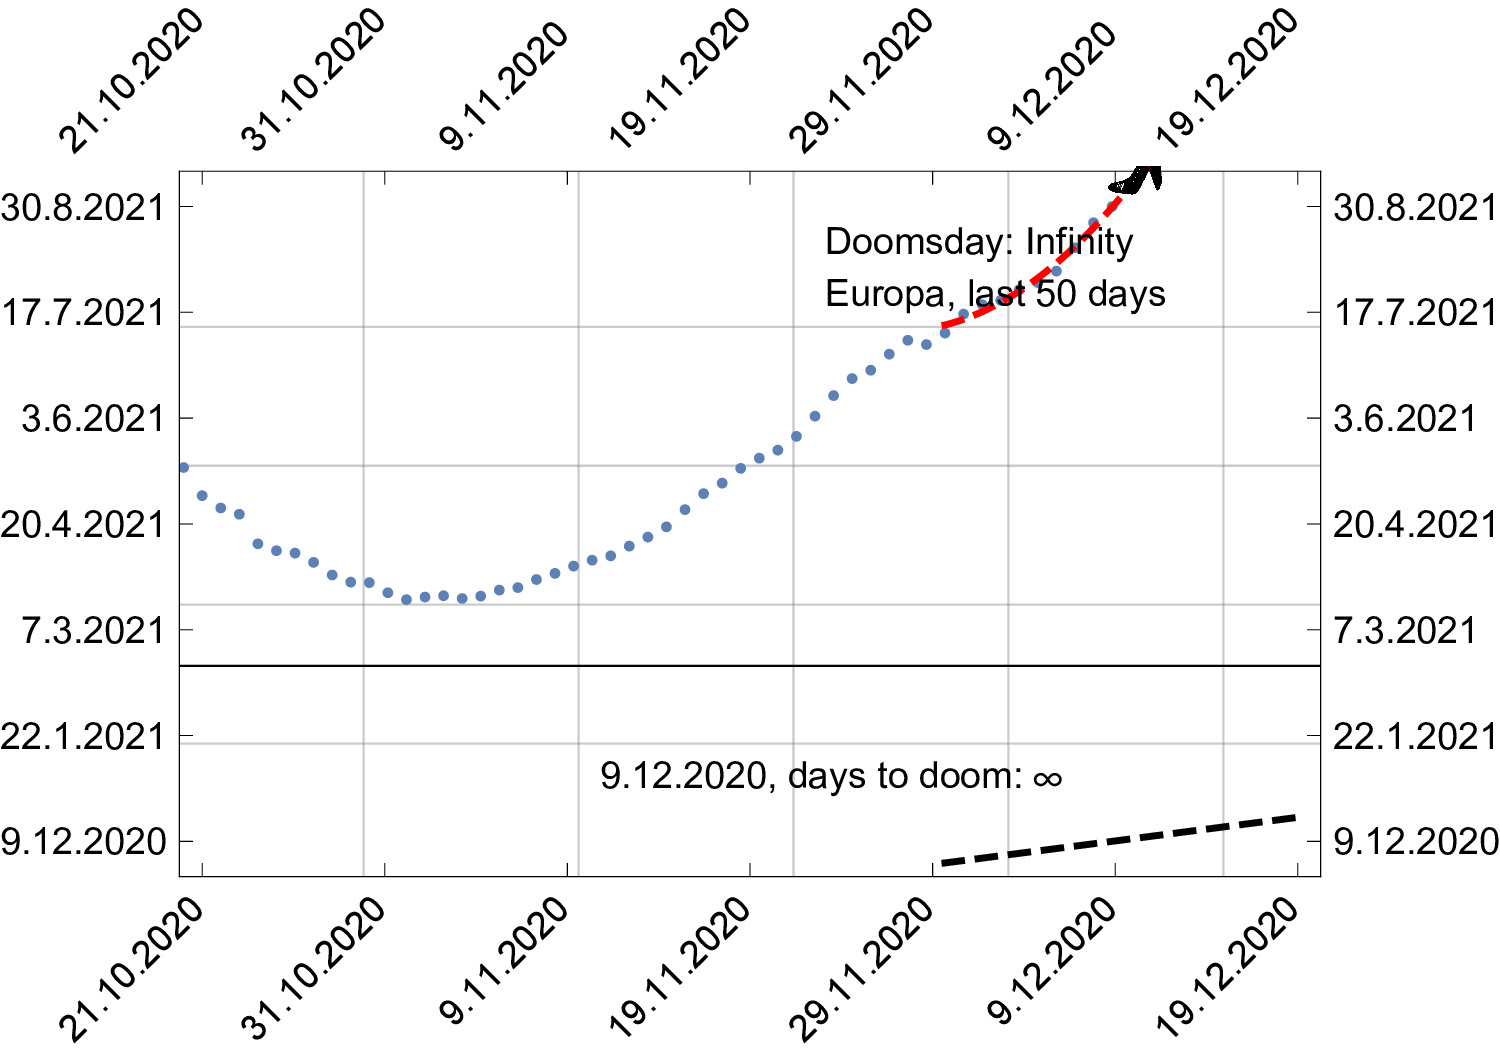 21.10.2020 31.10.2020 9.11.2020 19.11.2020 29.11.2020 9.12.2020 19.12.2020
30.8.2021 30.8.2021
Doomsday: Infinity
Europa, last 50 days
17.7.2021 17.7.2021
3.6.2021 3.6.2021
20.4.2021 20.4.2021
7.3.2021 7.3.2021
22.1.2021 22.1.2021
9.12.2020, days to doom: ∞
9.12.2020 9.12.2020
21.10.2020 31.10.2020 9.11.2020 19.11.2020 29.11.2020 9.12.2020 19.12.2020